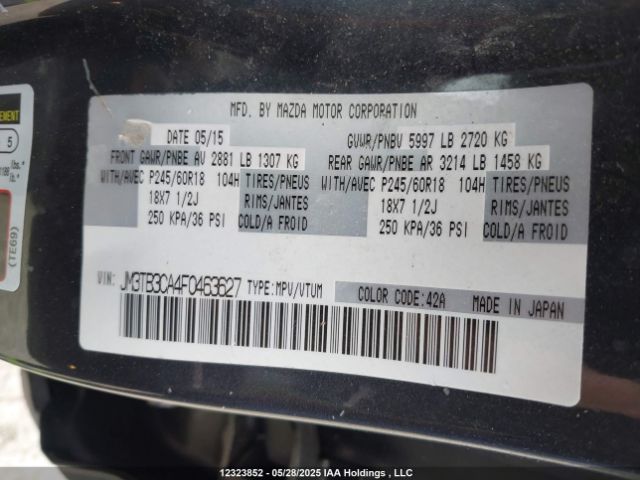 MFD. BY MAZDA MOTOR CORPORATION
DATE 05/15 GVWR/PNBV 5997 LB 2720 KG
FRONT GAWR/PNBE AV 2881 LB 1307 KG REAR GAWR/PNBE AR 3214 LB 1458 KG
WITH/AVEC P245/60R18 104H TIRES/PNEUS WITH/AVEC P245/60R18 104H TIRES/PNEUS
18X7 1/2J RIMS/JANTES 18X7 1/2J RIMS/JANTES
250 KPA/36 PSI COLD/A FROID 250 KPA/36 PSI COLD/A FROID
VIN: JM3TB3CA4F0463627 TYPE:MPV/VTUM COLOR CODE:42A MADE IN JAPAN
5
(TE69)
12323852 - 05/28/2025 IAA Holdings , LLC